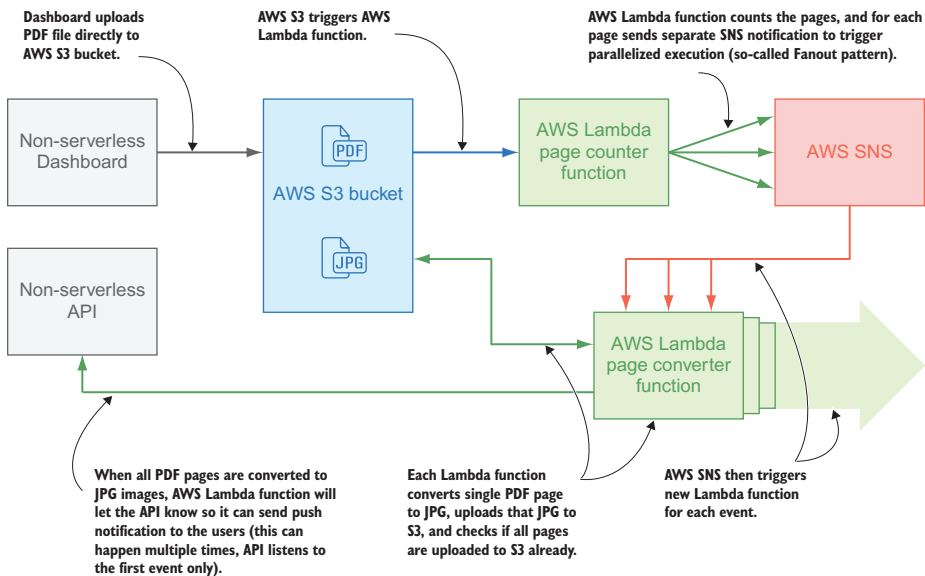 Dashboard uploads
PDF file directly to
AWS S3 bucket.
AWS S3 triggers AWS
Lambda function.
AWS Lambda function counts the pages, and for each
page sends separate SNS notification to trigger
parallelized execution (so-called Fanout pattern).
Non-serverless
Dashboard
PDF
AWS S3 bucket
JPG
AWS Lambda
page counter
function
AWS SNS
Non-serverless
API
AWS Lambda
page converter
function
When all PDF pages are converted to
JPG images, AWS Lambda function will
let the API know so it can send push
notification to the users (this can
happen multiple times, API listens to
the first event only).
Each Lambda function
converts single PDF page
to JPG, uploads that JPG to
S3, and checks if all pages
are uploaded to S3 already.
AWS SNS then triggers
new Lambda function
for each event.